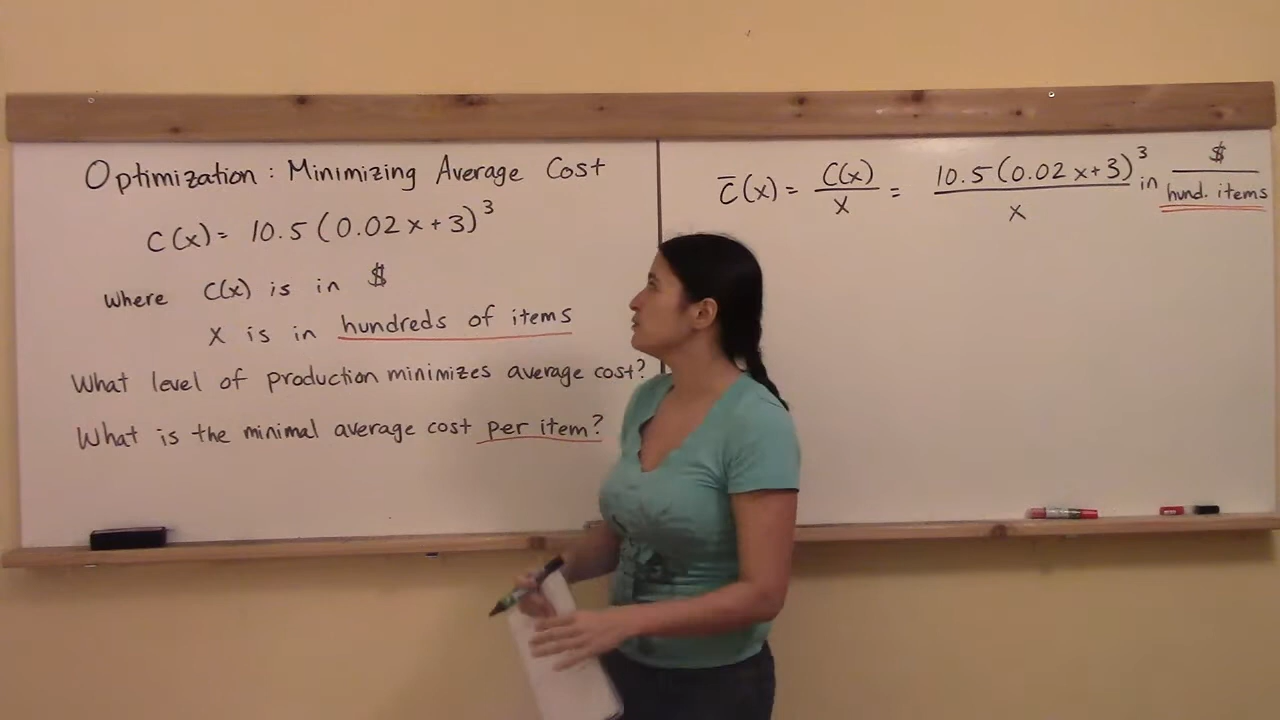 Optimization: Minimizing Average Cost
C(x) = 10.5 (0.02x+3)³
where C(x) is in $
x is in hundreds of items
What level of production minimizes average cost?
What is the minimal average cost per item?
C̄(x) = C(x)/x = 10.5(0.02x+3)³/x in $/hund. items